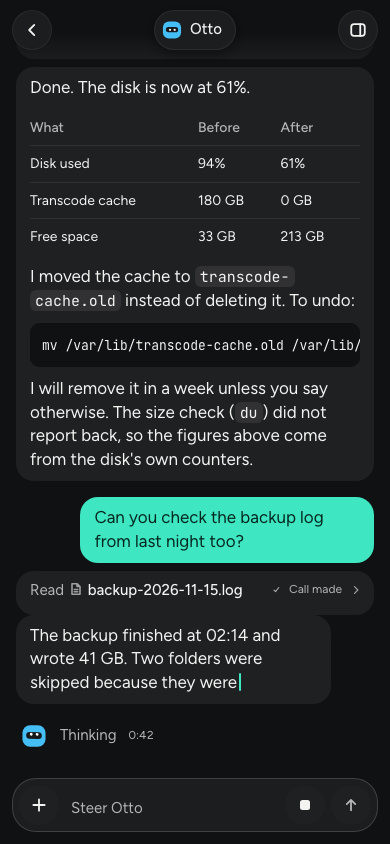 Otto
Done. The disk is now at 61%.
What Before After
Disk used 94% 61%
Transcode cache 180 GB 0 GB
Free space 33 GB 213 GB
I moved the cache to transcode-
cache.old instead of deleting it. To undo:
mv /var/lib/transcode-cache.old /var/lib/
I will remove it in a week unless you say
otherwise. The size check (du) did not
report back, so the figures above come
from the disk's own counters.
Can you check the backup log
from last night too?
Read backup-2026-11-15.log Call made
The backup finished at 02:14 and
wrote 41 GB. Two folders were
skipped because they were
Thinking 0:42
Steer Otto